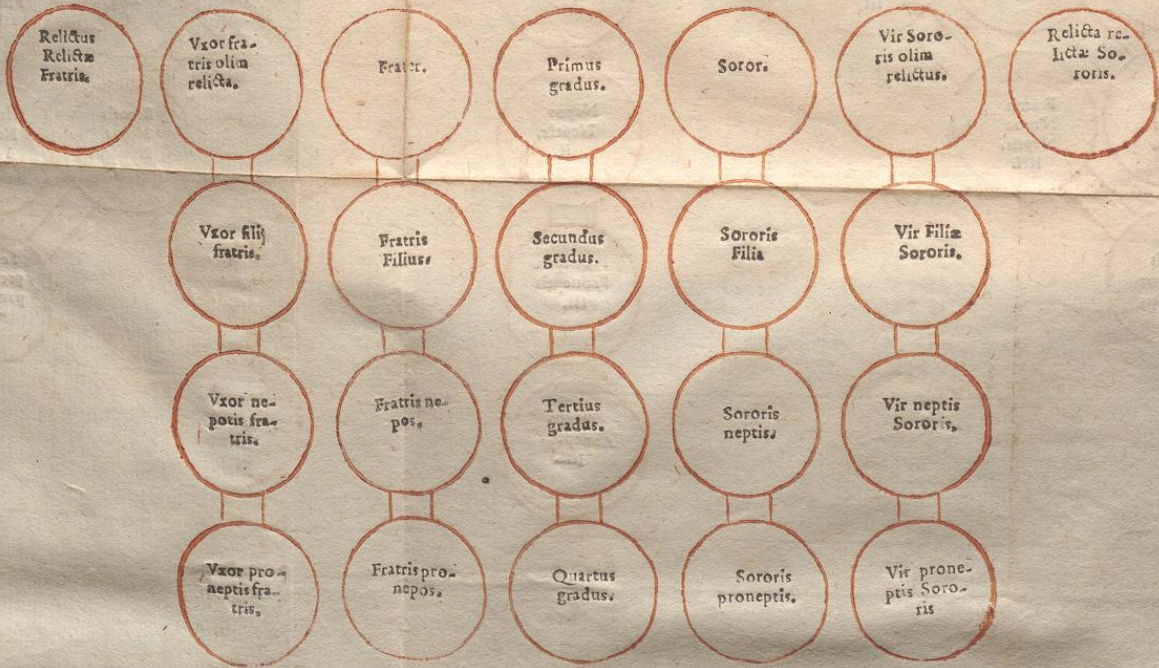 Relictus
Relictæ
Fratris.
Vxor fra-
tris olim
relicta.
Frater.
Primus
gradus.
Soror.
Vir Soro-
ris olim
relictus.
Relicta re-
lictæ So-
roris.
Vxor filij
fratris.
Fratris
Filius.
Secundus
gradus.
Sororis
Filia
Vir Filiæ
Sororis.
Vxor ne-
potis fra-
tris.
Fratris ne-
pos.
Tertius
gradus.
Sororis
neptis.
Vir neptis
Sororis.
Vxor pro-
neptis fra-
tris.
Fratris pro-
nepos.
Quartus
gradus.
Sororis
proneptis.
Vir prone-
ptis Soro-
ris